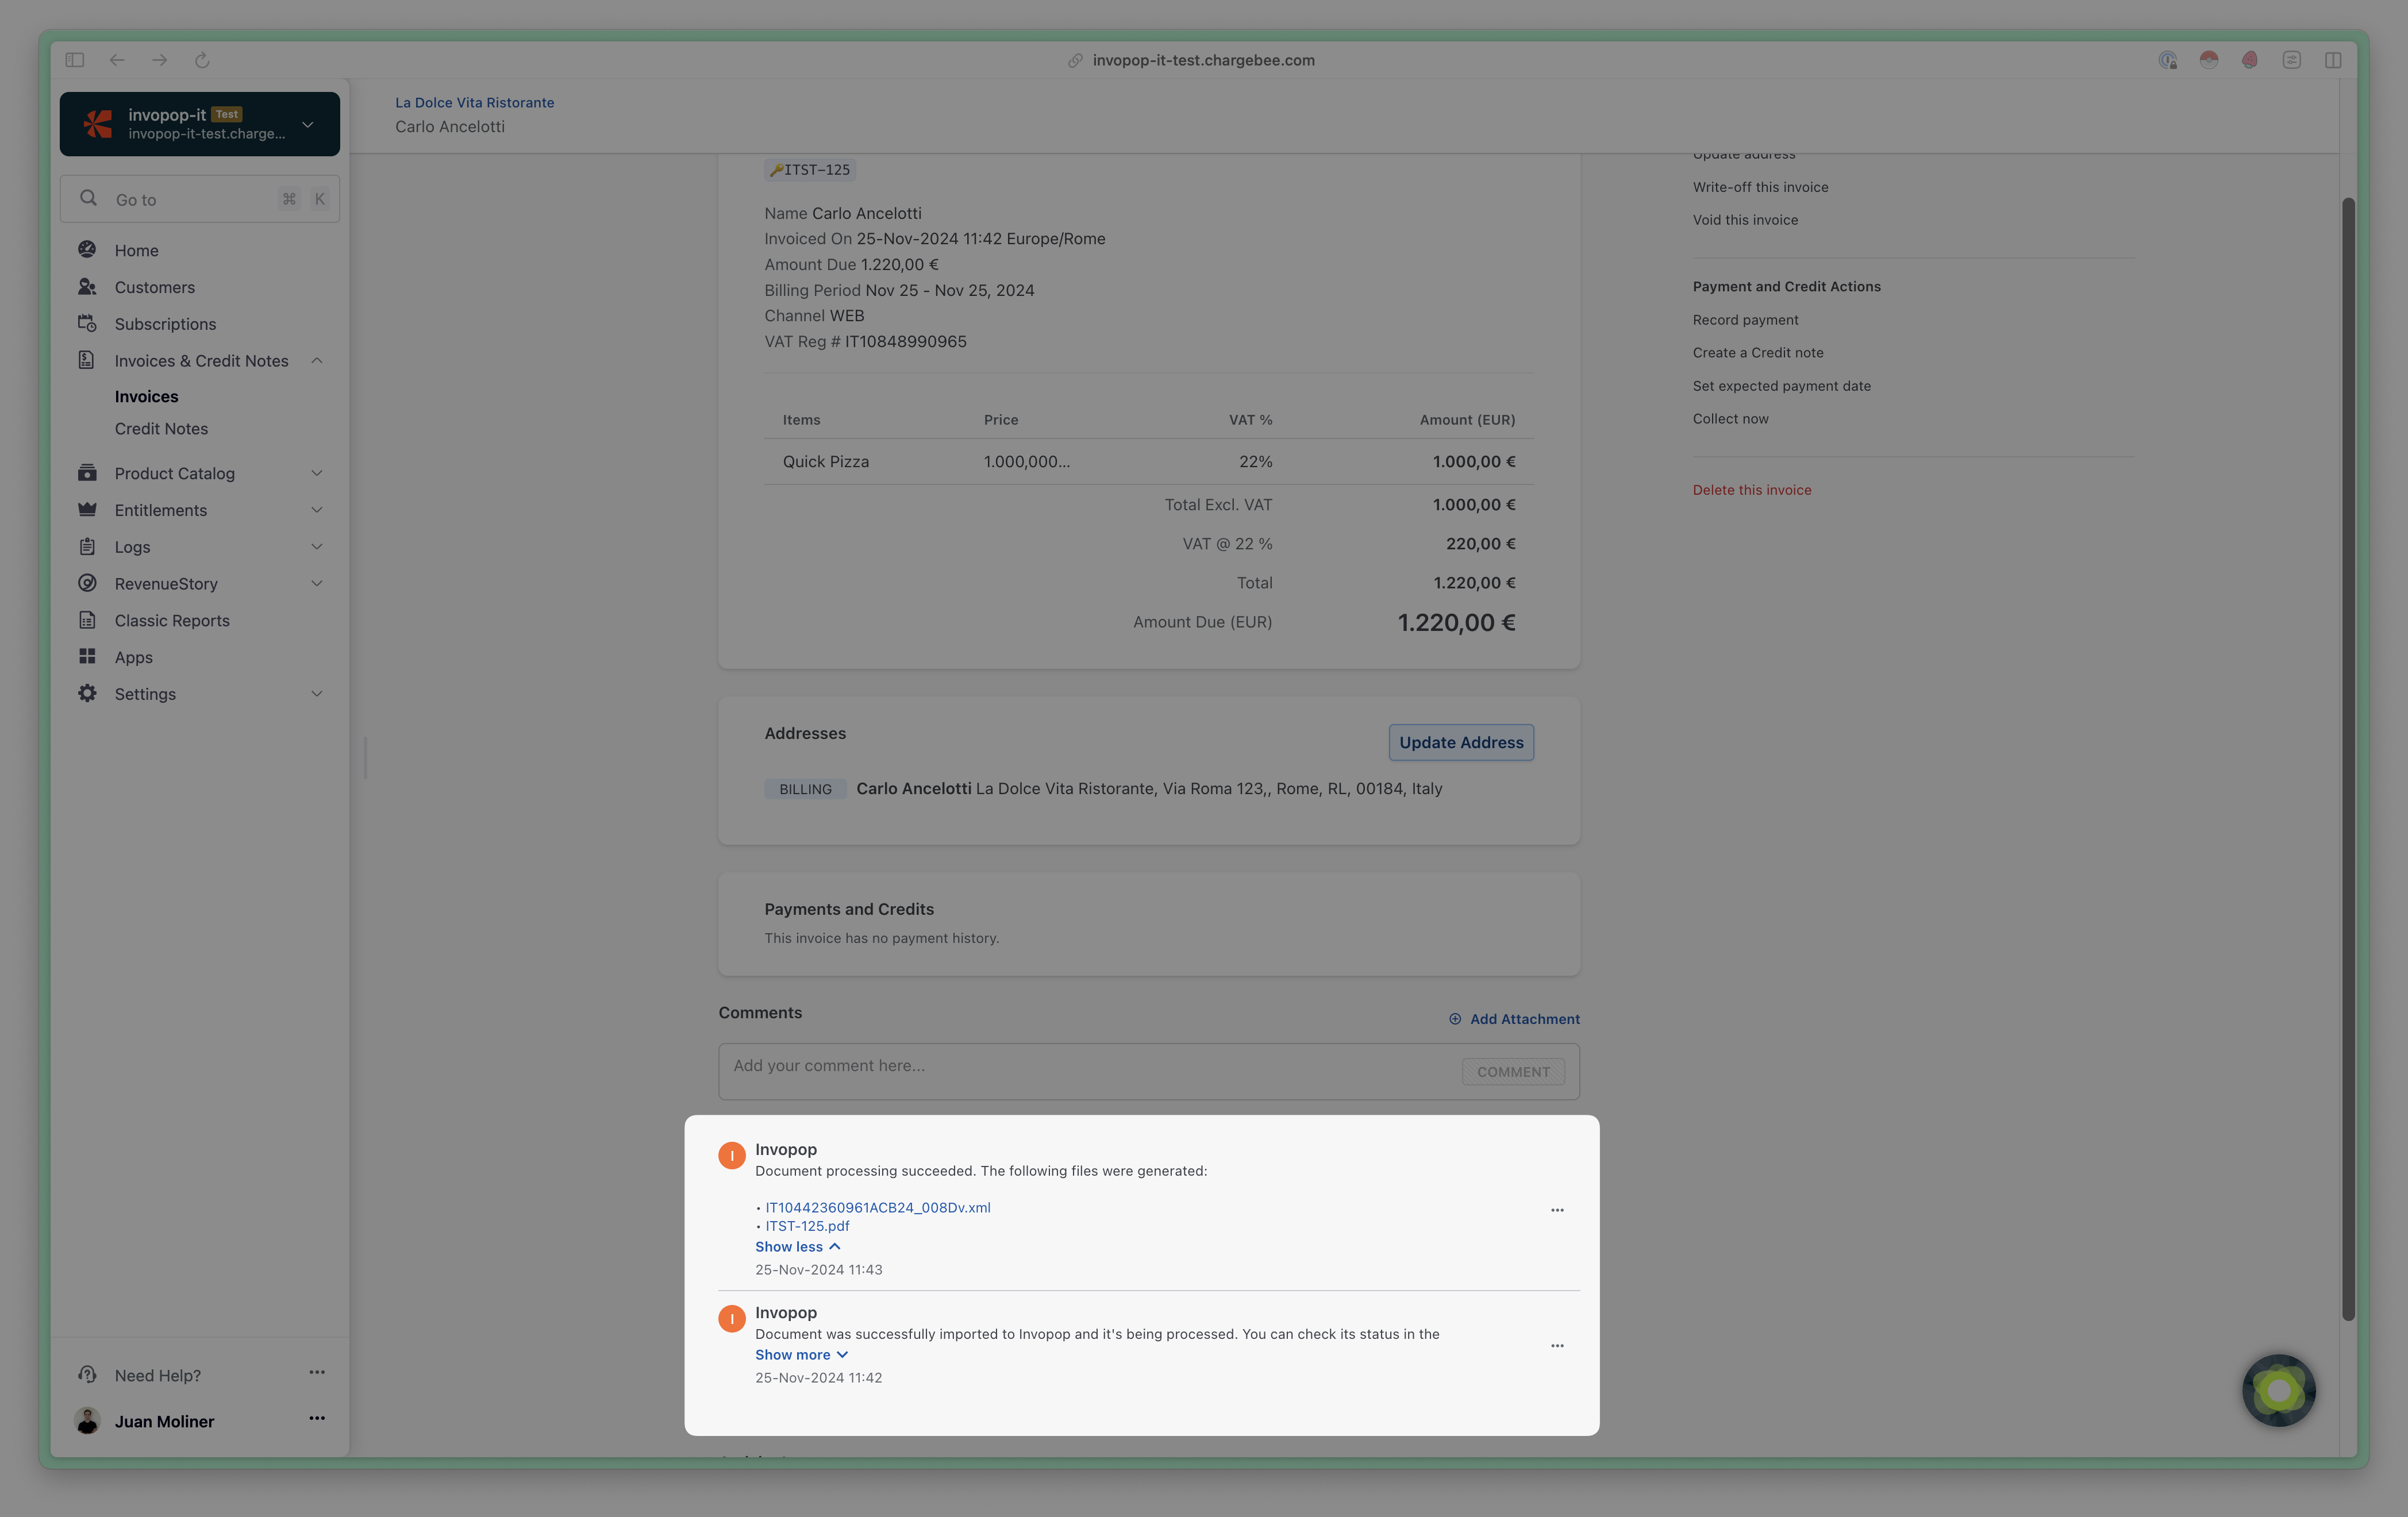 invopop-it-test.chargebee.com
invopop-it Test
invopop-it-test.charge...
Go to ⌘ K
Home
Customers
Subscriptions
Invoices & Credit Notes
Invoices
Credit Notes
Product Catalog
Entitlements
Logs
RevenueStory
Classic Reports
Apps
Settings
Need Help?
Juan Moliner
La Dolce Vita Ristorante
Carlo Ancelotti
ITST-125
Name Carlo Ancelotti
Invoiced On 25-Nov-2024 11:42 Europe/Rome
Amount Due 1.220,00 €
Billing Period Nov 25 - Nov 25, 2024
Channel WEB
VAT Reg # IT10848990965
Items Price VAT % Amount (EUR)
Quick Pizza 1.000,000... 22% 1.000,00 €
Total Excl. VAT 1.000,00 €
VAT @ 22 % 220,00 €
Total 1.220,00 €
Amount Due (EUR) 1.220,00 €
Addresses
Update Address
BILLING Carlo Ancelotti La Dolce Vita Ristorante, Via Roma 123,, Rome, RL, 00184, Italy
Payments and Credits
This invoice has no payment history.
Comments
Add Attachment
Add your comment here...
COMMENT
Invopop
Document processing succeeded. The following files were generated:
• IT10442360961ACB24_008Dv.xml
• ITST-125.pdf
Show less
25-Nov-2024 11:43
Invopop
Document was successfully imported to Invopop and it's being processed. You can check its status in the
Show more
25-Nov-2024 11:42
Update address
Write-off this invoice
Void this invoice
Payment and Credit Actions
Record payment
Create a Credit note
Set expected payment date
Collect now
Delete this invoice